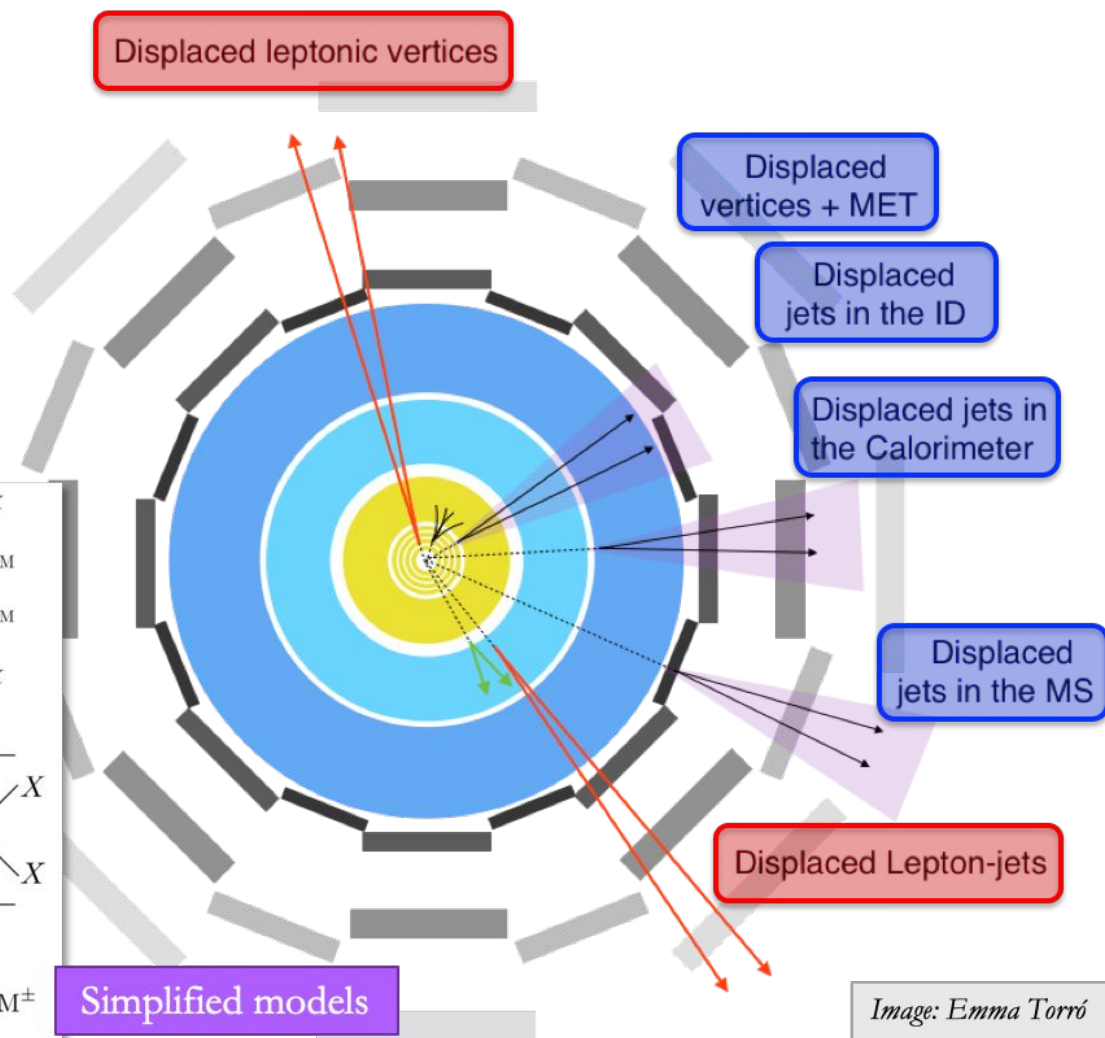 Displaced leptonic vertices
Displaced
vertices + MET
Displaced
jets in the ID
Displaced jets in
the Calorimeter
Displaced
jets in the MS
X
X
Displaced Lepton-jets
M±
Simplified models
Image: Emma Torró